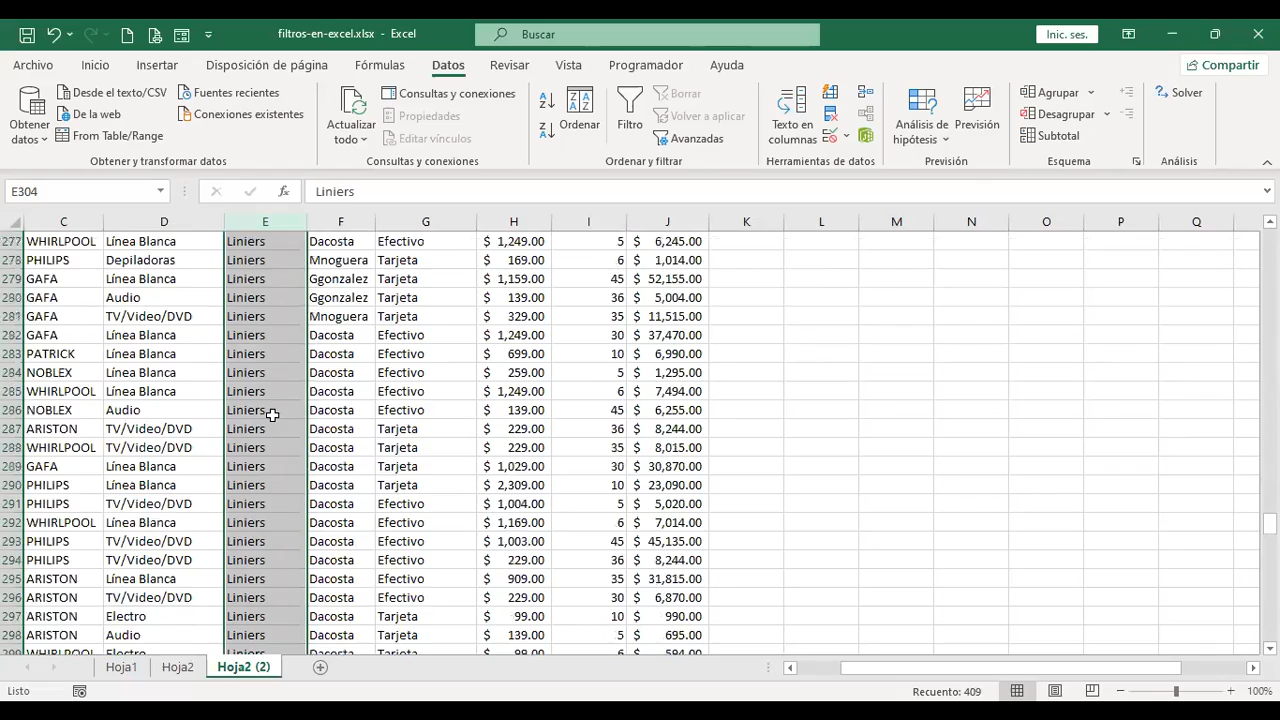 filtros-en-excel.xlsx - Excel
Buscar
Inic. ses.
Archivo Inicio Insertar Disposición de página Fórmulas Datos Revisar Vista Programador Ayuda
Compartir
Obtener datos
Desde el texto/CSV
De la web
From Table/Range
Fuentes recientes
Conexiones existentes
Obtener y transformar datos
Actualizar todo
Consultas y conexiones
Propiedades
Editar vínculos
Consultas y conexiones
Ordenar
Filtro
Borrar
Volver a aplicar
Avanzadas
Ordenar y filtrar
Texto en columnas
Herramientas de datos
Análisis de hipótesis
Previsión
Previsión
Agrupar
Desagrupar
Subtotal
Esquema
Solver
Análisis
E304 Liniers
C D E F G H I J K L M N O P Q
277 WHIRLPOOL Línea Blanca Liniers Dacosta Efectivo $ 1,249.00 5 $ 6,245.00
278 PHILIPS Depiladoras Liniers Mnoguera Tarjeta $ 169.00 6 $ 1,014.00
279 GAFA Línea Blanca Liniers Ggonzalez Tarjeta $ 1,159.00 45 $ 52,155.00
280 GAFA Audio Liniers Ggonzalez Tarjeta $ 139.00 36 $ 5,004.00
281 GAFA TV/Video/DVD Liniers Mnoguera Tarjeta $ 329.00 35 $ 11,515.00
282 GAFA Línea Blanca Liniers Dacosta Efectivo $ 1,249.00 30 $ 37,470.00
283 PATRICK Línea Blanca Liniers Dacosta Efectivo $ 699.00 10 $ 6,990.00
284 NOBLEX Línea Blanca Liniers Dacosta Efectivo $ 259.00 5 $ 1,295.00
285 WHIRLPOOL Línea Blanca Liniers Dacosta Efectivo $ 1,249.00 6 $ 7,494.00
286 NOBLEX Audio Liniers Dacosta Efectivo $ 139.00 45 $ 6,255.00
287 ARISTON TV/Video/DVD Liniers Dacosta Tarjeta $ 229.00 36 $ 8,244.00
288 WHIRLPOOL TV/Video/DVD Liniers Dacosta Tarjeta $ 229.00 35 $ 8,015.00
289 GAFA Línea Blanca Liniers Dacosta Tarjeta $ 1,029.00 30 $ 30,870.00
290 PHILIPS Línea Blanca Liniers Dacosta Tarjeta $ 2,309.00 10 $ 23,090.00
291 PHILIPS TV/Video/DVD Liniers Dacosta Efectivo $ 1,004.00 5 $ 5,020.00
292 WHIRLPOOL Línea Blanca Liniers Dacosta Efectivo $ 1,169.00 6 $ 7,014.00
293 PHILIPS TV/Video/DVD Liniers Dacosta Efectivo $ 1,003.00 45 $ 45,135.00
294 PHILIPS TV/Video/DVD Liniers Dacosta Efectivo $ 229.00 36 $ 8,244.00
295 ARISTON Línea Blanca Liniers Dacosta Efectivo $ 909.00 35 $ 31,815.00
296 ARISTON TV/Video/DVD Liniers Dacosta Efectivo $ 229.00 30 $ 6,870.00
297 ARISTON Electro Liniers Dacosta Tarjeta $ 99.00 10 $ 990.00
298 ARISTON Audio Liniers Dacosta Tarjeta $ 139.00 5 $ 695.00
299 WHIRLPOOL Electro Liniers Dacosta Tarjeta $ 99.00 6 $ 594.00
Hoja1 Hoja2 Hoja2 (2)
Listo
Recuento: 409
100%